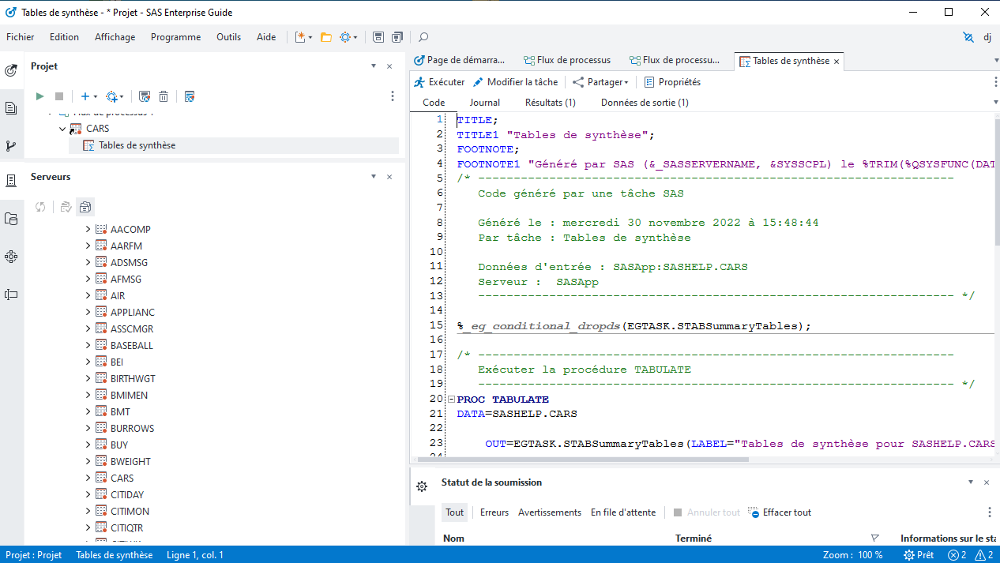 Tables de synthèse - * Projet - SAS Enterprise Guide
Fichier Edition Affichage Programme Outils Aide dj
Projet
CARS
Tables de synthèse
Serveurs
AACOMP
AARFM
ADSMSG
AFMSG
AIR
APPLIANC
ASSCMGR
BASEBALL
BEI
BIRTHWGT
BMIMEN
BMT
BURROWS
BUY
BWEIGHT
CARS
CITIDAY
CITIMON
CITIQTR
Page de démarra... Flux de processus Flux de processu... Tables de synthèse
Exécuter Modifier la tâche Partager Propriétés
Code Journal Résultats (1) Données de sortie (1)
1 TITLE;
2 TITLE1 "Tables de synthèse";
3 FOOTNOTE;
4 FOOTNOTE1 "Généré par SAS (&_SASSERVERNAME, &SYSSCPL) le %TRIM(%QSYSFUNC(DAT
5 /* -------------------------------------------------------------------
6 Code généré par une tâche SAS
7
8 Généré le : mercredi 30 novembre 2022 à 15:48:44
9 Par tâche : Tables de synthèse
10
11 Données d'entrée : SASApp:SASHELP.CARS
12 Serveur : SASApp
13 ------------------------------------------------------------------- */
14
15 %_eg_conditional_dropds(EGTASK.STABSummaryTables);
16
17 /* -------------------------------------------------------------------
18 Exécuter la procédure TABULATE
19 ------------------------------------------------------------------- */
20 PROC TABULATE
21 DATA=SASHELP.CARS
22
23 OUT=EGTASK.STABSummaryTables(LABEL="Tables de synthèse pour SASHELP.CARS
24
Statut de la soumission
Tout Erreurs Avertissements En file d'attente Annuler tout Effacer tout
Nom Terminé Informations sur le sta
Projet : Projet Tables de synthèse Ligne 1, col. 1 Zoom : 100 % Prêt 2 2